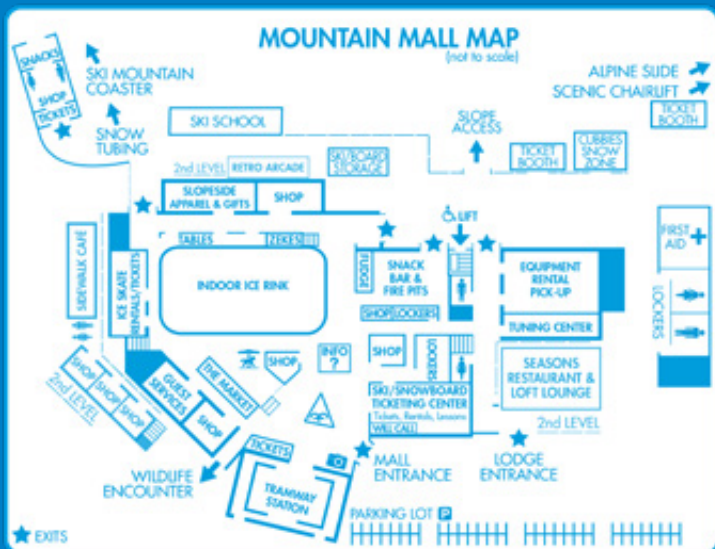 MOUNTAIN MALL MAP
(not to scale)
SNACKS
SHOP
TICKETS
SKI MOUNTAIN
COASTER
SNOW
TUBING
ALPINE SLIDE
SCENIC CHAIRLIFT
TICKET
BOOTH
SKI SCHOOL
SLOPE
ACCESS
TICKET
BOOTH
CUBBIES
SNOW
ZONE
2nd LEVEL
RETRO ARCADE
SKI/BOARD
STORAGE
SLOPESIDE
APPAREL & GIFTS
SHOP
LIFT
SIDEWALK CAFÉ
ICE SKATE
RENTALS/TICKETS
TABLES
ZEKES
INDOOR ICE RINK
FUDGE
SNACK
BAR &
FIRE PITS
SHOP
LOCKERS
EQUIPMENT
RENTAL
PICK-UP
TUNING CENTER
FIRST
AID
LOCKERS
SHOP
SHOP
SHOP
2nd LEVEL
GUEST
SERVICES
SHOP
THE MARKET
SHOP
INFO
?
SHOP
LOCKERS
SKI/SNOWBOARD
TICKETING CENTER
Tickets, Rentals, Lessons
WILL CALL
SEASONS
RESTAURANT &
LOFT LOUNGE
2nd LEVEL
TICKETS
WILDLIFE
ENCOUNTER
TRAMWAY
STATION
MALL
ENTRANCE
LODGE
ENTRANCE
PARKING LOT P
EXITS